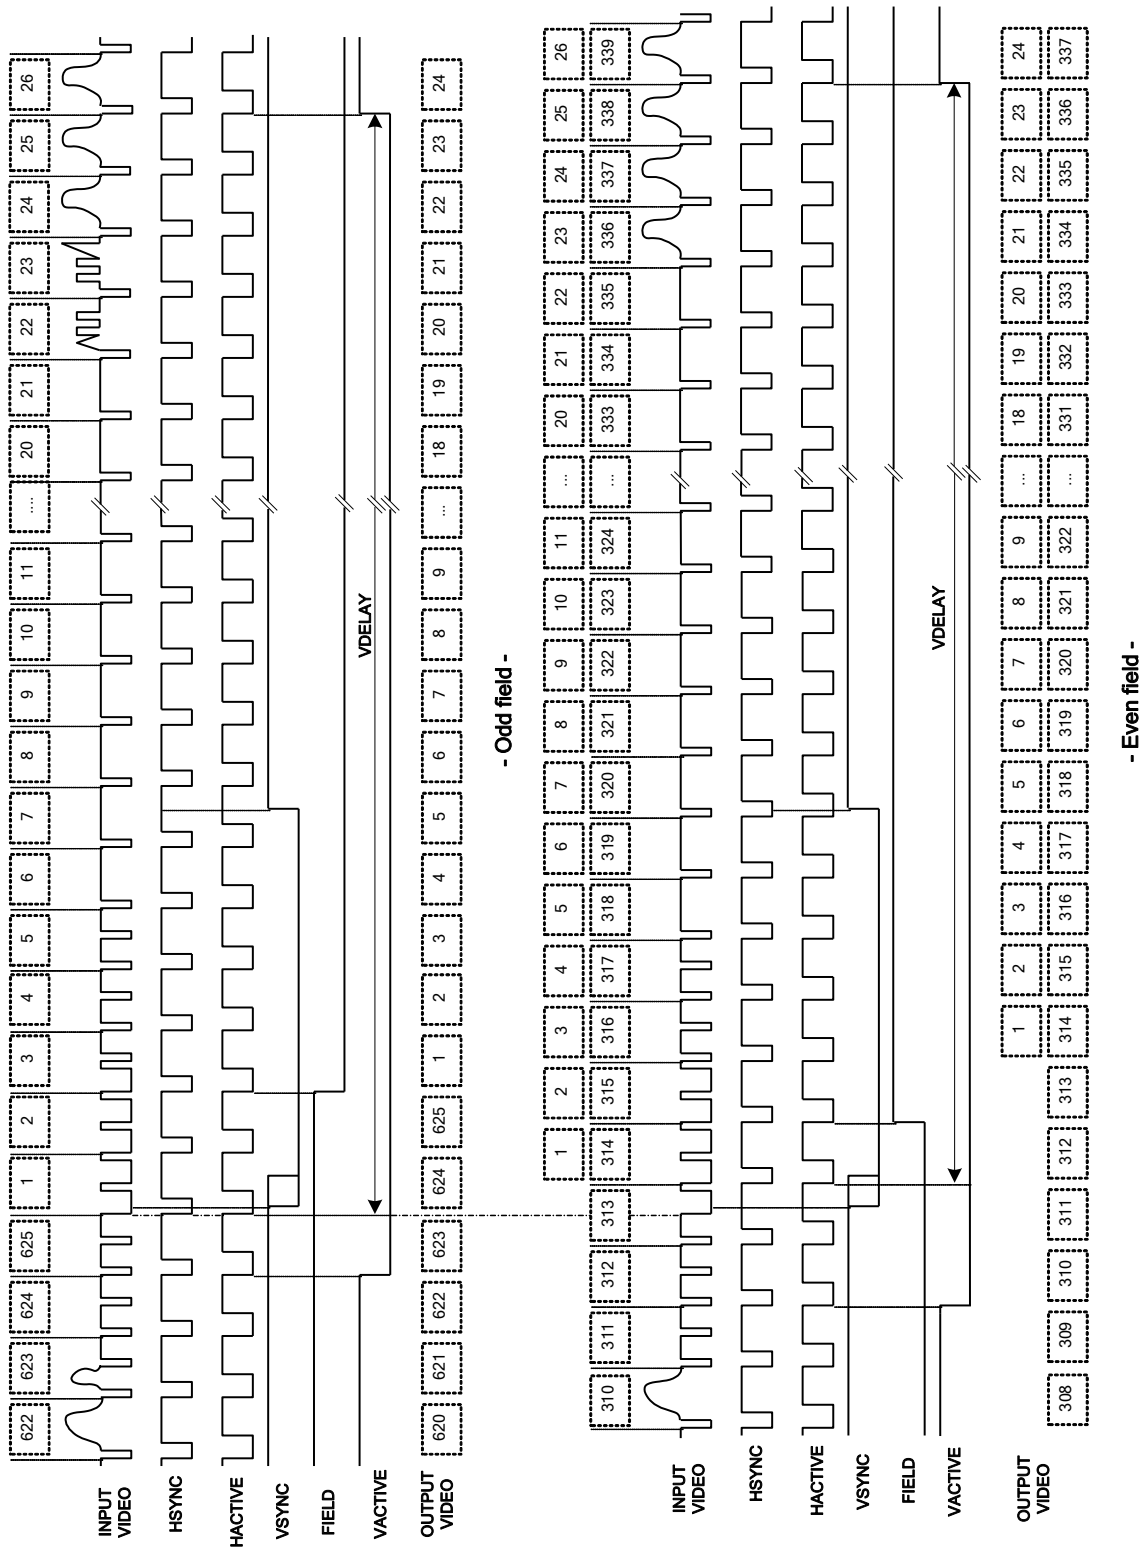 622 623 624 625 1 2 3 4 5 6 7 8 9 10 11 .... 20 21 22 23 24 25 26
INPUT
VIDEO
HSYNC
HACTIVE
VSYNC
FIELD
VDELAY
VACTIVE
OUTPUT
VIDEO
620 621 622 623 624 625 1 2 3 4 5 6 7 8 9 ... 18 19 20 21 22 23 24
- Odd field -
1 2 3 4 5 6 7 8 9 10 11 ... 20 21 22 23 24 25 26
310 311 312 313 314 315 316 317 318 319 320 321 322 323 324 ... 333 334 335 336 337 338 339
INPUT
VIDEO
HSYNC
HACTIVE
VSYNC
FIELD
VDELAY
VACTIVE
OUTPUT
VIDEO
1 2 3 4 5 6 7 8 9 ... 18 19 20 21 22 23 24
308 309 310 311 312 313 314 315 316 317 318 319 320 321 322 ... 331 332 333 334 335 336 337
- Even field -